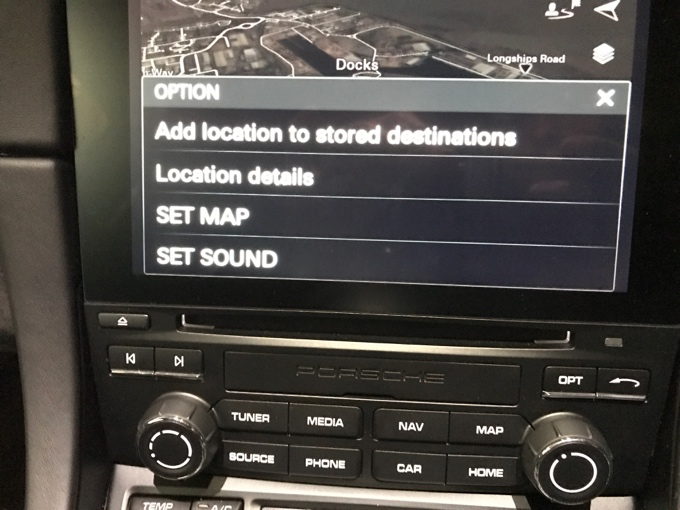 Docks
Longships Road
Way
OPTION
Add location to stored destinations
Location details
SET MAP
SET SOUND
PORSCHE
OPT
TUNER MEDIA NAV MAP
SOURCE PHONE CAR HOME
TEMP A/C